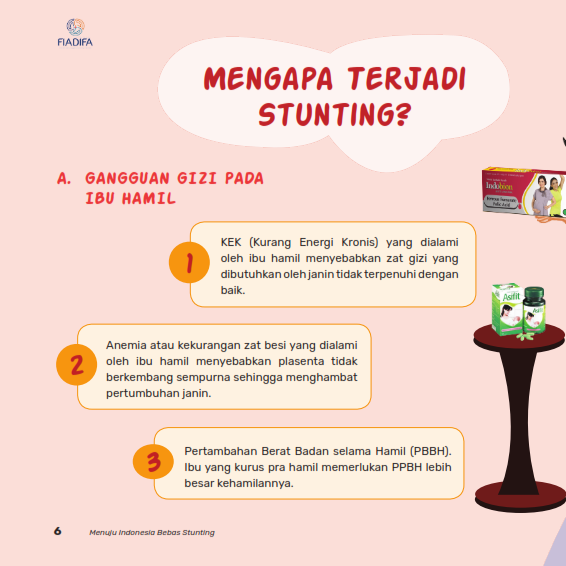 FIADIFA
MENGAPA TERJADI
STUNTING?
A. GANGGUAN GIZI PADA
IBU HAMIL
Indobion
1
KEK (Kurang Energi Kronis) yang dialami
oleh ibu hamil menyebabkan zat gizi yang
dibutuhkan oleh janin tidak terpenuhi dengan
baik.
Asifit
Asifit
2
Anemia atau kekurangan zat besi yang dialami
oleh ibu hamil menyebabkan plasenta tidak
berkembang sempurna sehingga menghambat
pertumbuhan janin.
3
Pertambahan Berat Badan selama Hamil (PBBH).
Ibu yang kurus pra hamil memerlukan PPBH lebih
besar kehamilannya.
6 Menuju Indonesia Bebas Stunting